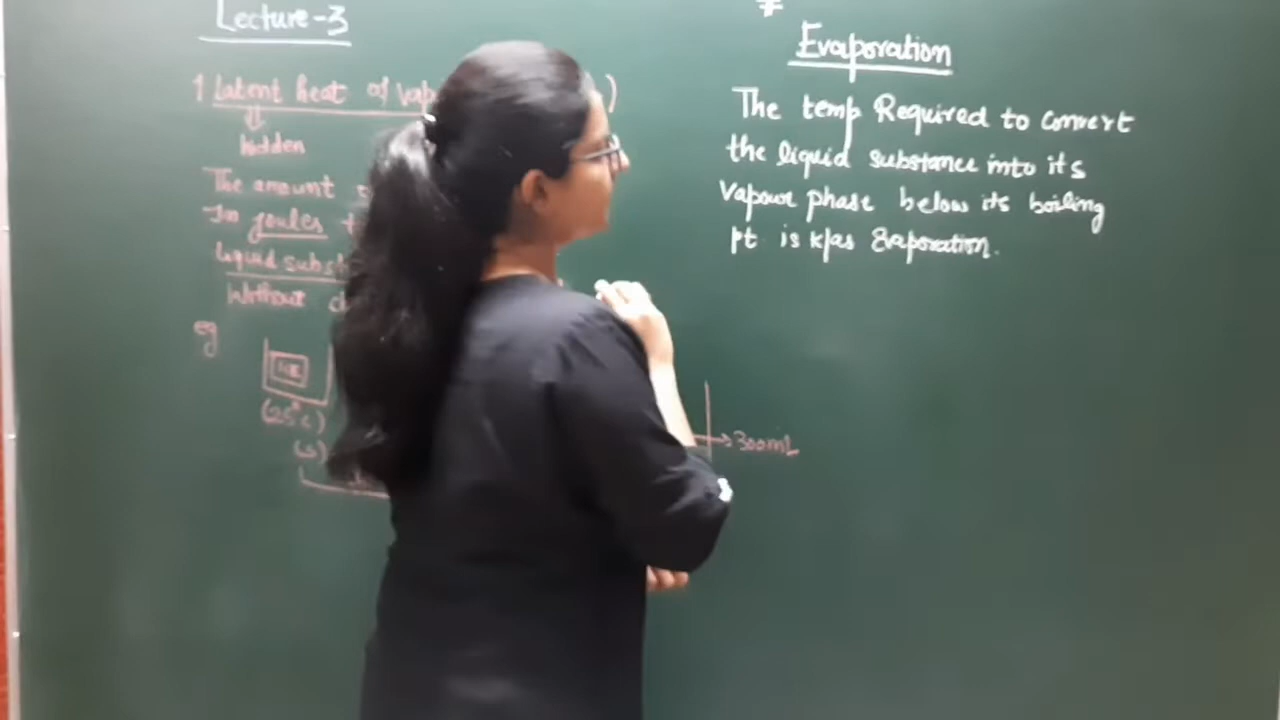 Lecture-3
1 Latent heat of vap )
hidden
The amount
In joules
liquid subst
Without
eg
(25°c)
(s)
300mL
*
Evaporation
The temp Required to convert
the liquid substance into its
Vapour phase below its boiling
pt is k/as Evaporation.